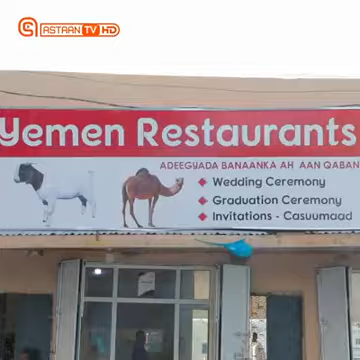 ASTAAN TV HD
Yemen Restaurants
ADEEGYADA BANAANKA AH AAN QABAN
Wedding Ceremony
Graduation Ceremony
Invitations - Casuumaad